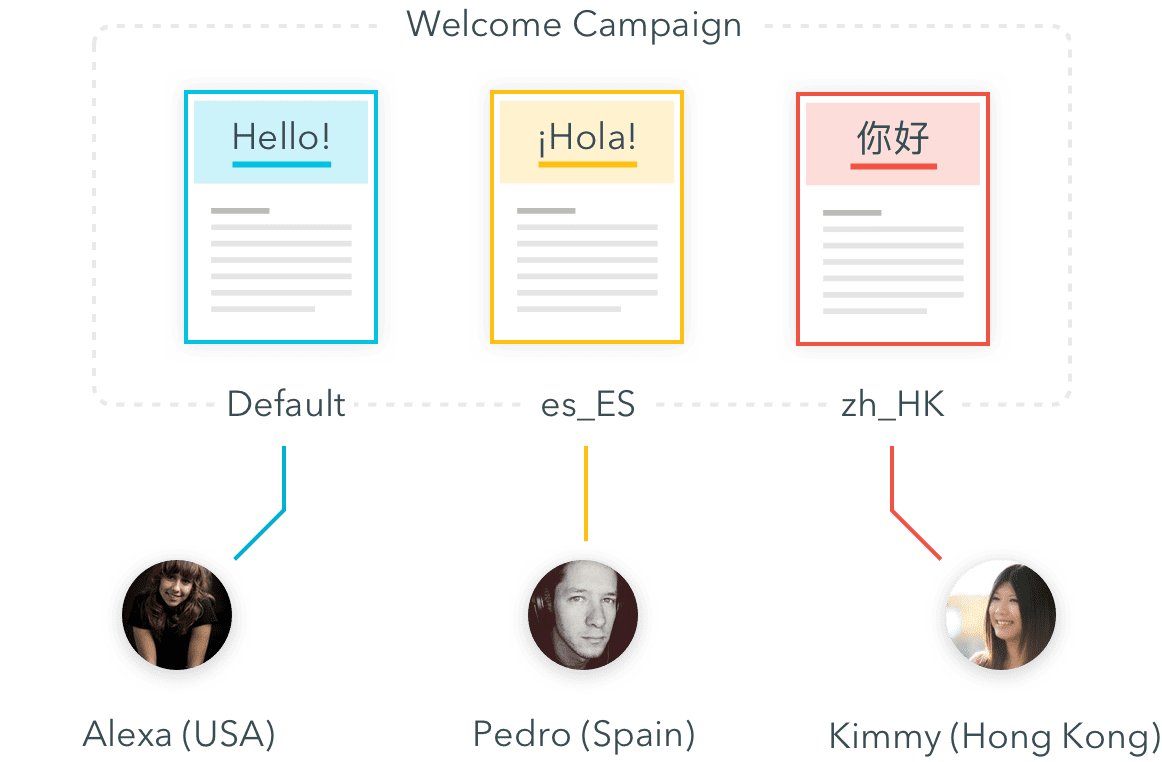 Welcome Campaign
Hello!
¡Hola!
你好
Default
es_ES
zh_HK
Alexa (USA)
Pedro (Spain)
Kimmy (Hong Kong)